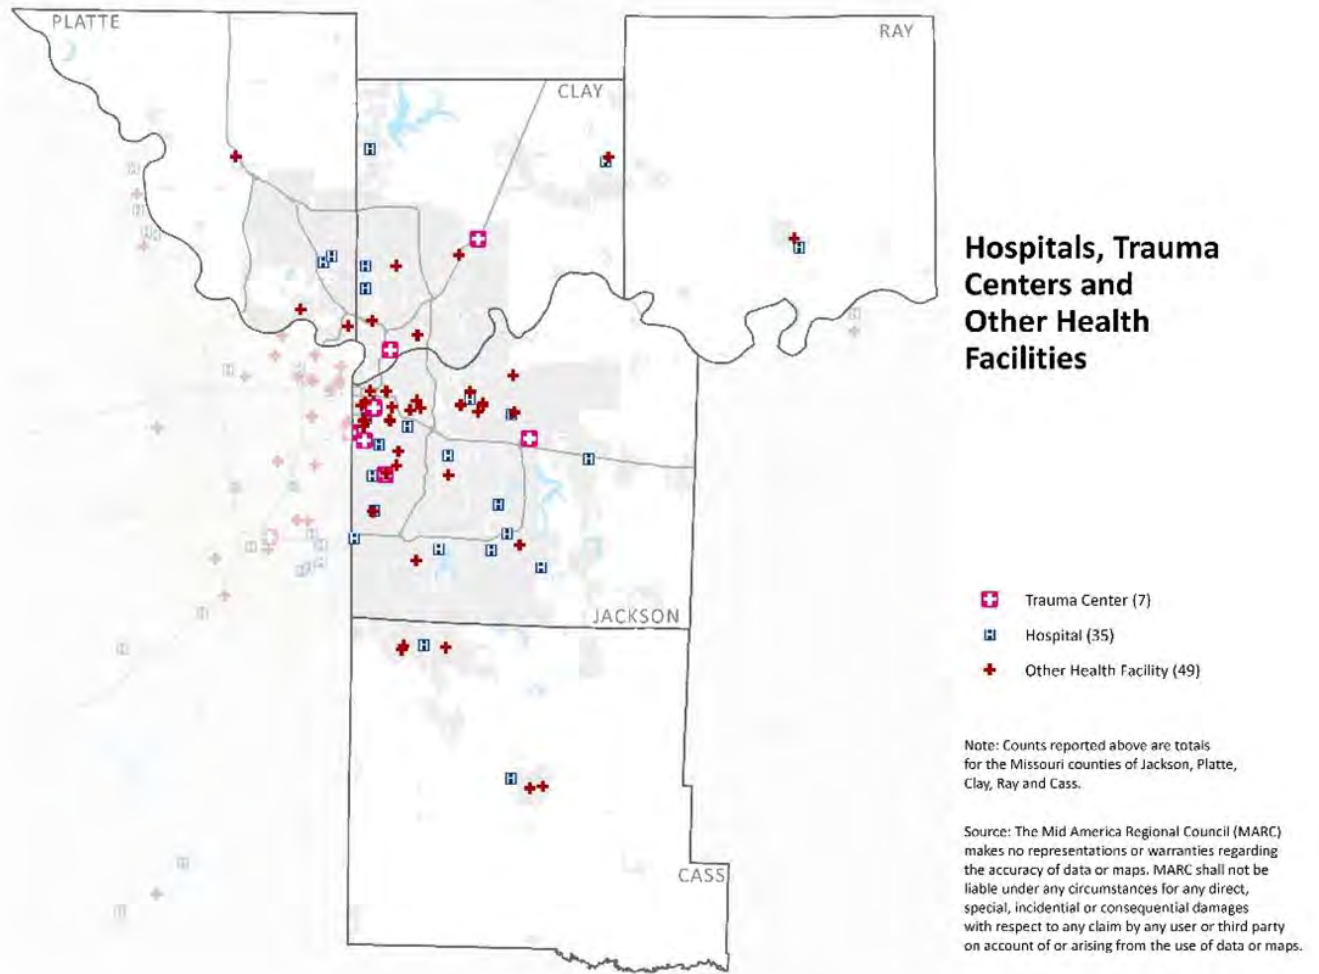 PLATTE
RAY
CLAY
Hospitals, Trauma
Centers and
Other Health
Facilities
Trauma Center (7)
JACKSON
H Hospital (35)
Other Health Facility (49)
Note: Counts reported above are totals
for the Missouri counties of Jackson, Platte,
Clay, Ray and Cass.
Source: The Mid America Regional Council (MARC)
makes no representations or warranties regarding
the accuracy of data or maps. MARC shall not be
liable under any circumstances for any direct,
special, incidental or consequential damages
with respect to any claim by any user or third party
on account of or arising from the use of data or maps.
CASS